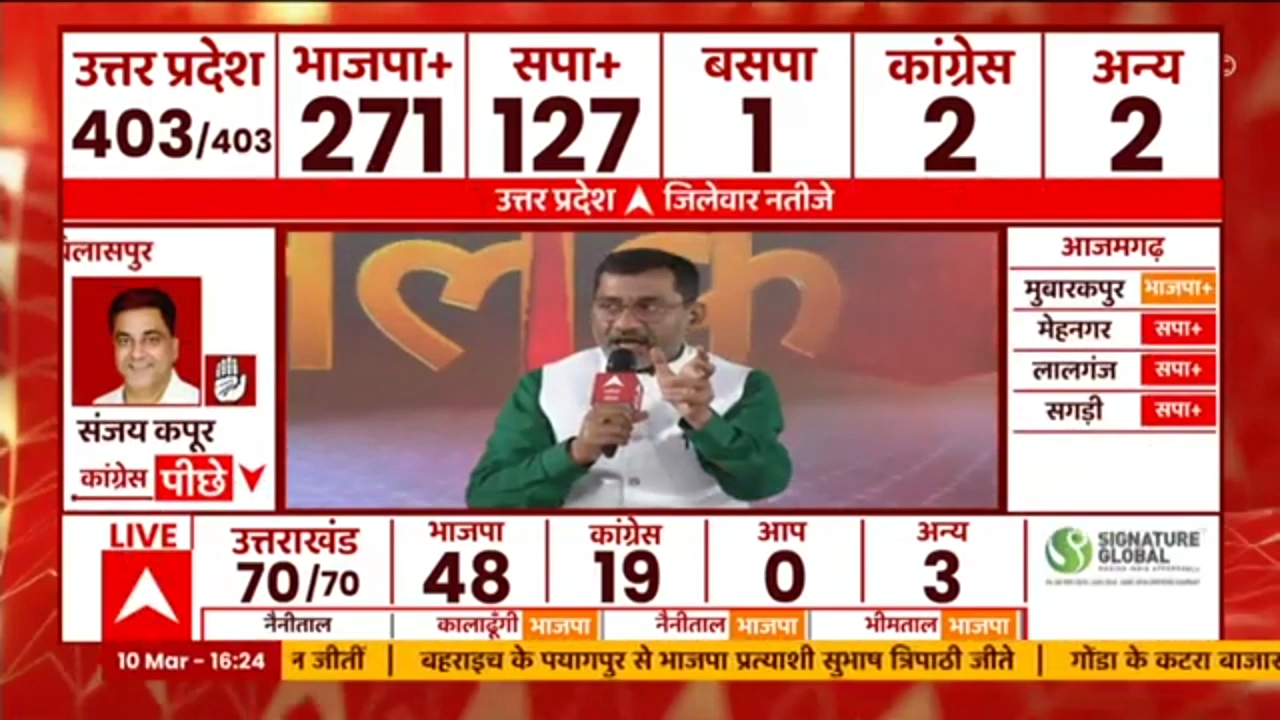 उत्तर प्रदेश
403/403
भाजपा+
271
सपा+
127
बसपा
1
कांग्रेस
2
अन्य
2
उत्तर प्रदेश जिलेवार नतीजे
संजय कपूर
कांग्रेस पीछे
आजमगढ़
मुबारकपुर भाजपा+
मेहनगर सपा+
लालगंज सपा+
सगड़ी सपा+
LIVE
उत्तराखंड
70/70
भाजपा
48
कांग्रेस
19
आप
0
अन्य
3
नैनीताल
कालाढूँगी भाजपा
नैनीताल भाजपा
भीमताल भाजपा
SIGNATURE
GLOBAL
10 Mar - 16:24
न जीतीं | बहराइच के पयागपुर से भाजपा प्रत्याशी सुभाष त्रिपाठी जीते | गोंडा के कटरा बाजार